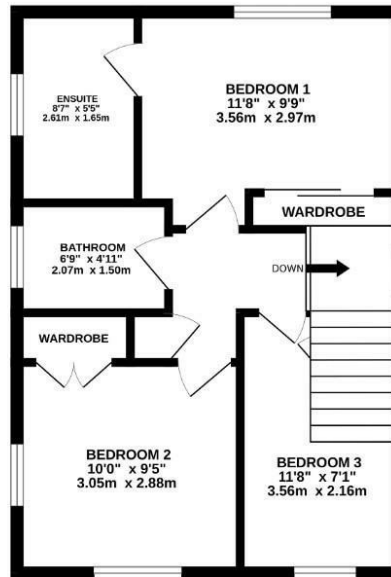 ENSUITE
8'7" x 5'5"
2.61m x 1.65m
BEDROOM 1
11'8" x 9'9"
3.56m x 2.97m
WARDROBE
BATHROOM
6'9" x 4'11"
2.07m x 1.50m
DOWN
WARDROBE
BEDROOM 2
10'0" x 9'5"
3.05m x 2.88m
BEDROOM 3
11'8" x 7'1"
3.56m x 2.16m